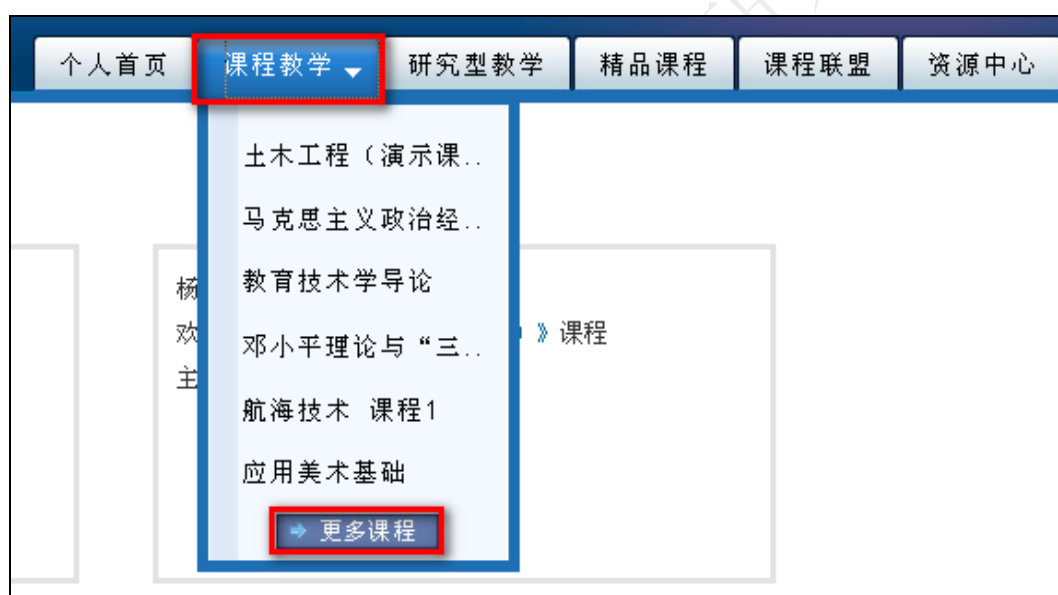 个人首页 课程教学 研究型教学 精品课程 课程联盟 资源中心
土木工程（演示课..
马克思主义政治经..
教育技术学导论
邓小平理论与“三..
航海技术 课程1
应用美术基础
更多课程
杨
欢
》课程
主